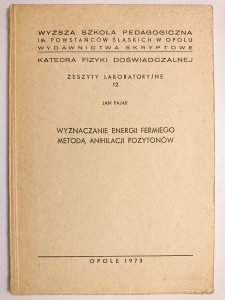 WYŻSZA SZKOŁA PEDAGOGICZNA
IM. POWSTAŃCÓW ŚLĄSKICH W OPOLU
WYDAWNICTWA SKRYPTOWE
KATEDRA FIZYKI DOŚWIADCZALNEJ
ZESZYTY LABORATORYJNE
12
JAN PAJĄK
WYZNACZANIE ENERGII FERMIEGO
METODĄ ANIHILACJI POZYTONÓW
OPOLE 1973